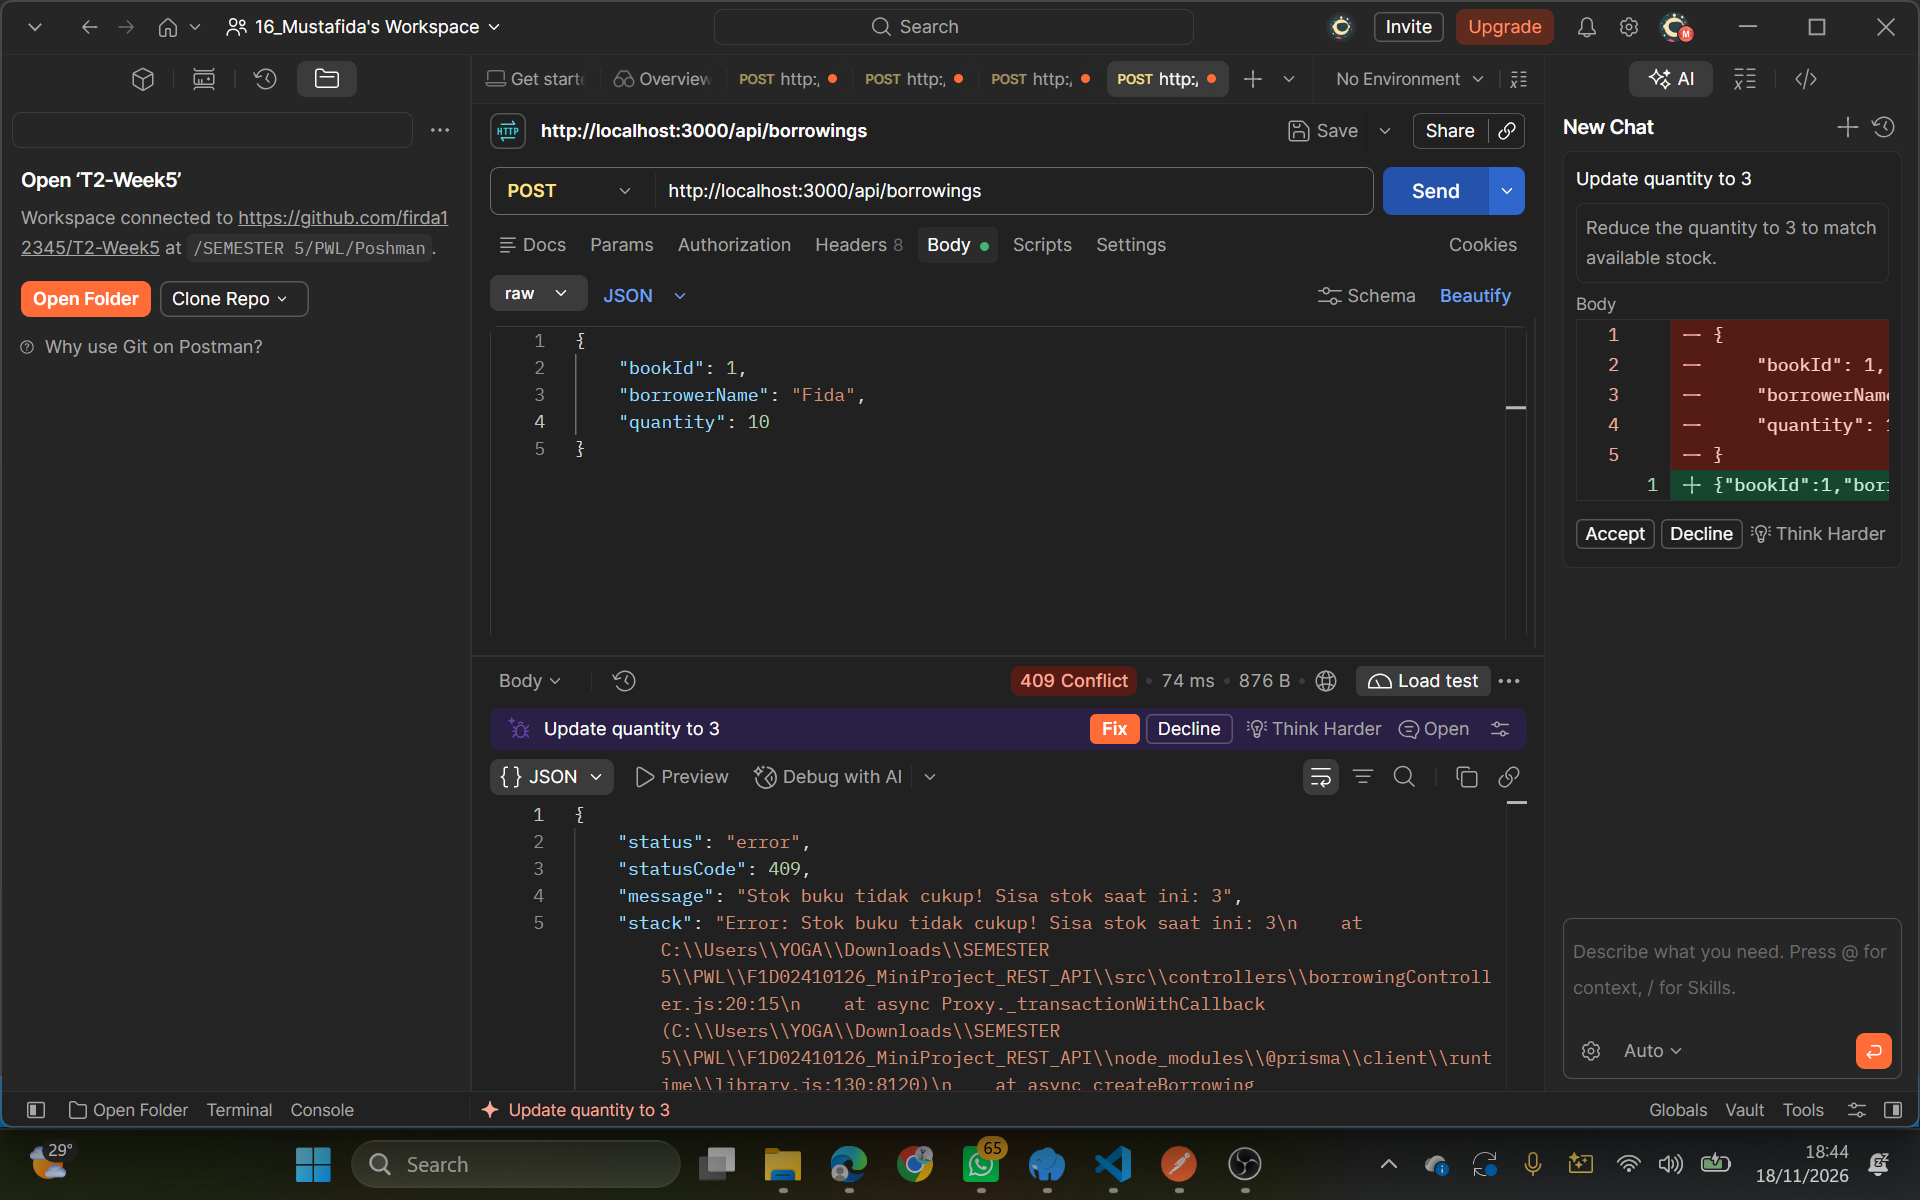 16_Mustafida's Workspace
Search
Invite
Upgrade
Get starte
Overview
POST http:,
POST http:,
POST http:,
POST http:,
No Environment
AI
Open ‘T2-Week5’
Workspace connected to https://github.com/firda1
2345/T2-Week5 at /SEMESTER 5/PWL/Poshman .
Open Folder
Clone Repo
Why use Git on Postman?
HTTP
http://localhost:3000/api/borrowings
Save
Share
POST
http://localhost:3000/api/borrowings
Send
Docs
Params
Authorization
Headers 8
Body
Scripts
Settings
Cookies
raw
JSON
Schema
Beautify
1 {
2 "bookId": 1,
3 "borrowerName": "Fida",
4 "quantity": 10
5 }
Body
409 Conflict
74 ms
876 B
Load test
Update quantity to 3
Fix
Decline
Think Harder
Open
{} JSON
Preview
Debug with AI
1 {
2 "status": "error",
3 "statusCode": 409,
4 "message": "Stok buku tidak cukup! Sisa stok saat ini: 3",
5 "stack": "Error: Stok buku tidak cukup! Sisa stok saat ini: 3\n    at
C:\\Users\\YOGA\\Downloads\\SEMESTER
5\\PWL\\F1D02410126_MiniProject_REST_API\\src\\controllers\\borrowingControll
er.js:20:15\n    at async Proxy._transactionWithCallback
(C:\\Users\\YOGA\\Downloads\\SEMESTER
5\\PWL\\F1D02410126_MiniProject_REST_API\\node_modules\\@prisma\\client\\runt
ime\\library.js:130:8120)\n    at async createBorrowing
New Chat
Update quantity to 3
Reduce the quantity to 3 to match
available stock.
Body
1 — {
2 — "bookId": 1,
3 — "borrowerName
4 — "quantity": 1
5 — }
1 + {"bookId":1,"bor
Accept
Decline
Think Harder
Describe what you need. Press @ for
context, / for Skills.
Auto
Open Folder
Terminal
Console
Update quantity to 3
Globals
Vault
Tools
29°
Search
65
18:44
18/11/2026